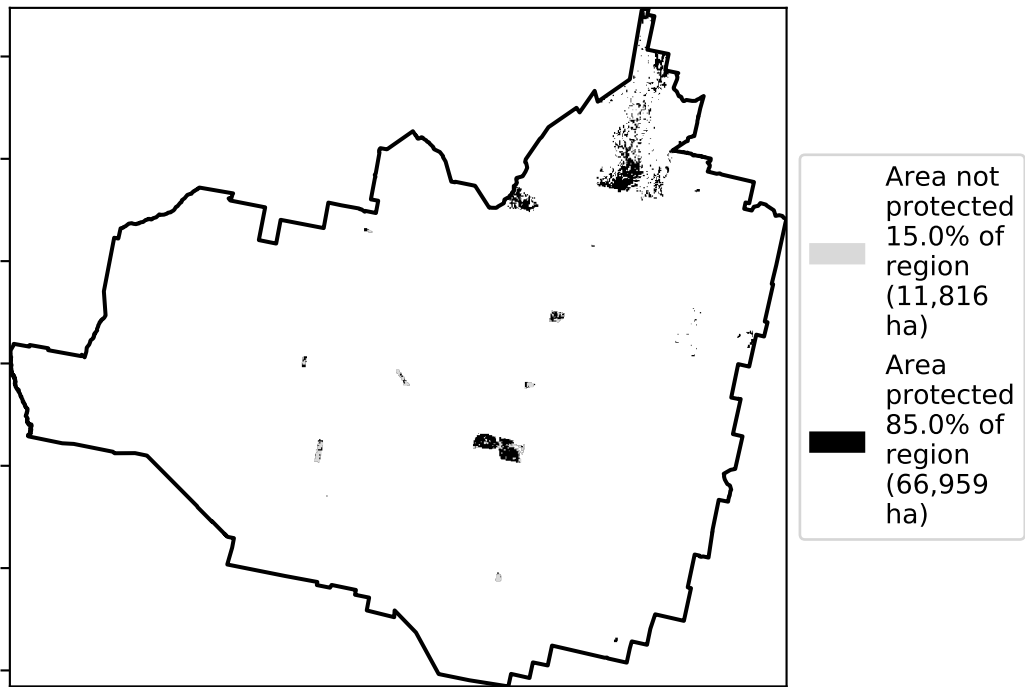 Area not
protected
15.0% of
region
(11,816
ha)
Area
protected
85.0% of
region
(66,959
ha)